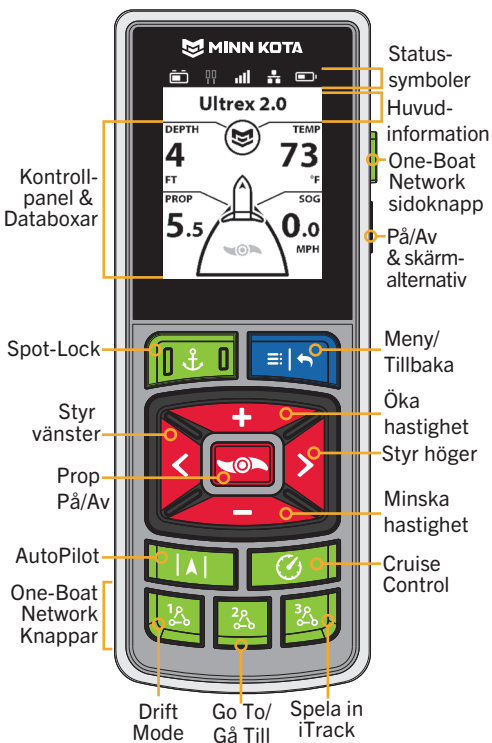 MINN KOTA
Ultrex 2.0
DEPTH
4
FT
TEMP
73
°F
PROP
5.5
SOG
0.0
MPH
Status-
symboler
Huvud-
information
One-Boat
Network
sidoknapp
På/Av
& skärm-
alternativ
Kontroll-
panel &
Databoxar
Spot-Lock
Meny/
Tillbaka
Styr
vänster
Öka
hastighet
Styr höger
Prop
På/Av
Minska
hastighet
AutoPilot
Cruise
Control
One-Boat
Network
Knappar
1
2
3
Drift
Mode
Go To/
Gå Till
Spela in
iTrack